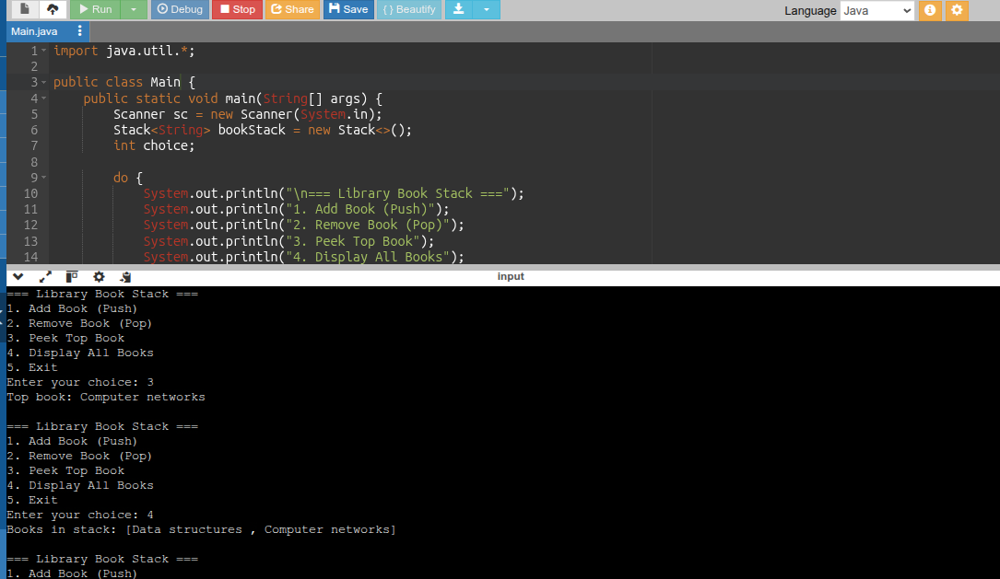 Run Debug Stop Share Save { } Beautify Language Java
Main.java
1 import java.util.*;
2
3 public class Main {
4 public static void main(String[] args) {
5 Scanner sc = new Scanner(System.in);
6 Stack<String> bookStack = new Stack<>();
7 int choice;
8
9 do {
10 System.out.println("\n=== Library Book Stack ===");
11 System.out.println("1. Add Book (Push)");
12 System.out.println("2. Remove Book (Pop)");
13 System.out.println("3. Peek Top Book");
14 System.out.println("4. Display All Books");
input
=== Library Book Stack ===
1. Add Book (Push)
2. Remove Book (Pop)
3. Peek Top Book
4. Display All Books
5. Exit
Enter your choice: 3
Top book: Computer networks
=== Library Book Stack ===
1. Add Book (Push)
2. Remove Book (Pop)
3. Peek Top Book
4. Display All Books
5. Exit
Enter your choice: 4
Books in stack: [Data structures , Computer networks]
=== Library Book Stack ===
1. Add Book (Push)